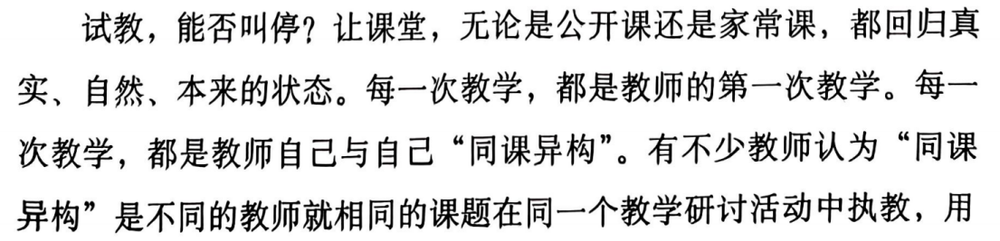 试教，能否叫停？让课堂，无论是公开课还是家常课，都回归真
实、自然、本来的状态。每一次教学，都是教师的第一次教学。每一
次教学，都是教师自己与自己“同课异构”。有不少教师认为“同课
异构”是不同的教师就相同的课题在同一个教学研讨活动中执教，用